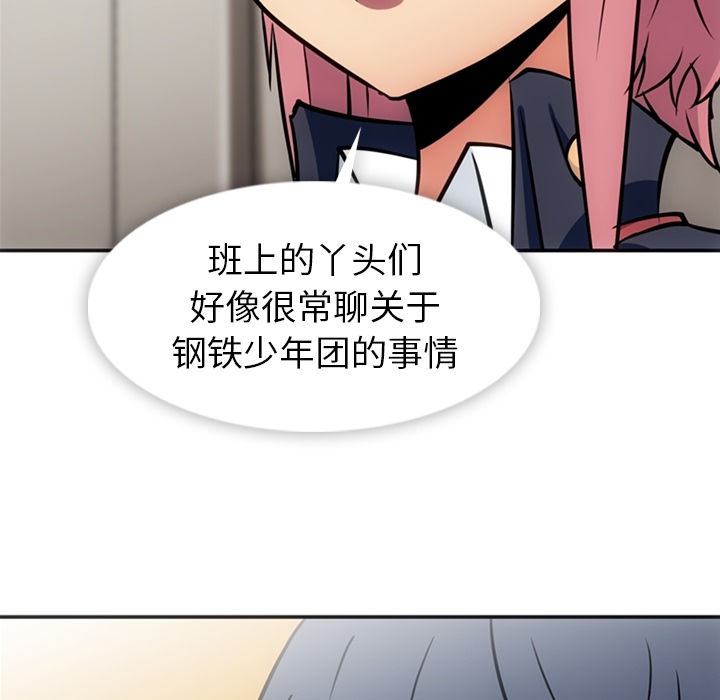 班上的丫头们
好像很常聊关于
钢铁少年团的事情